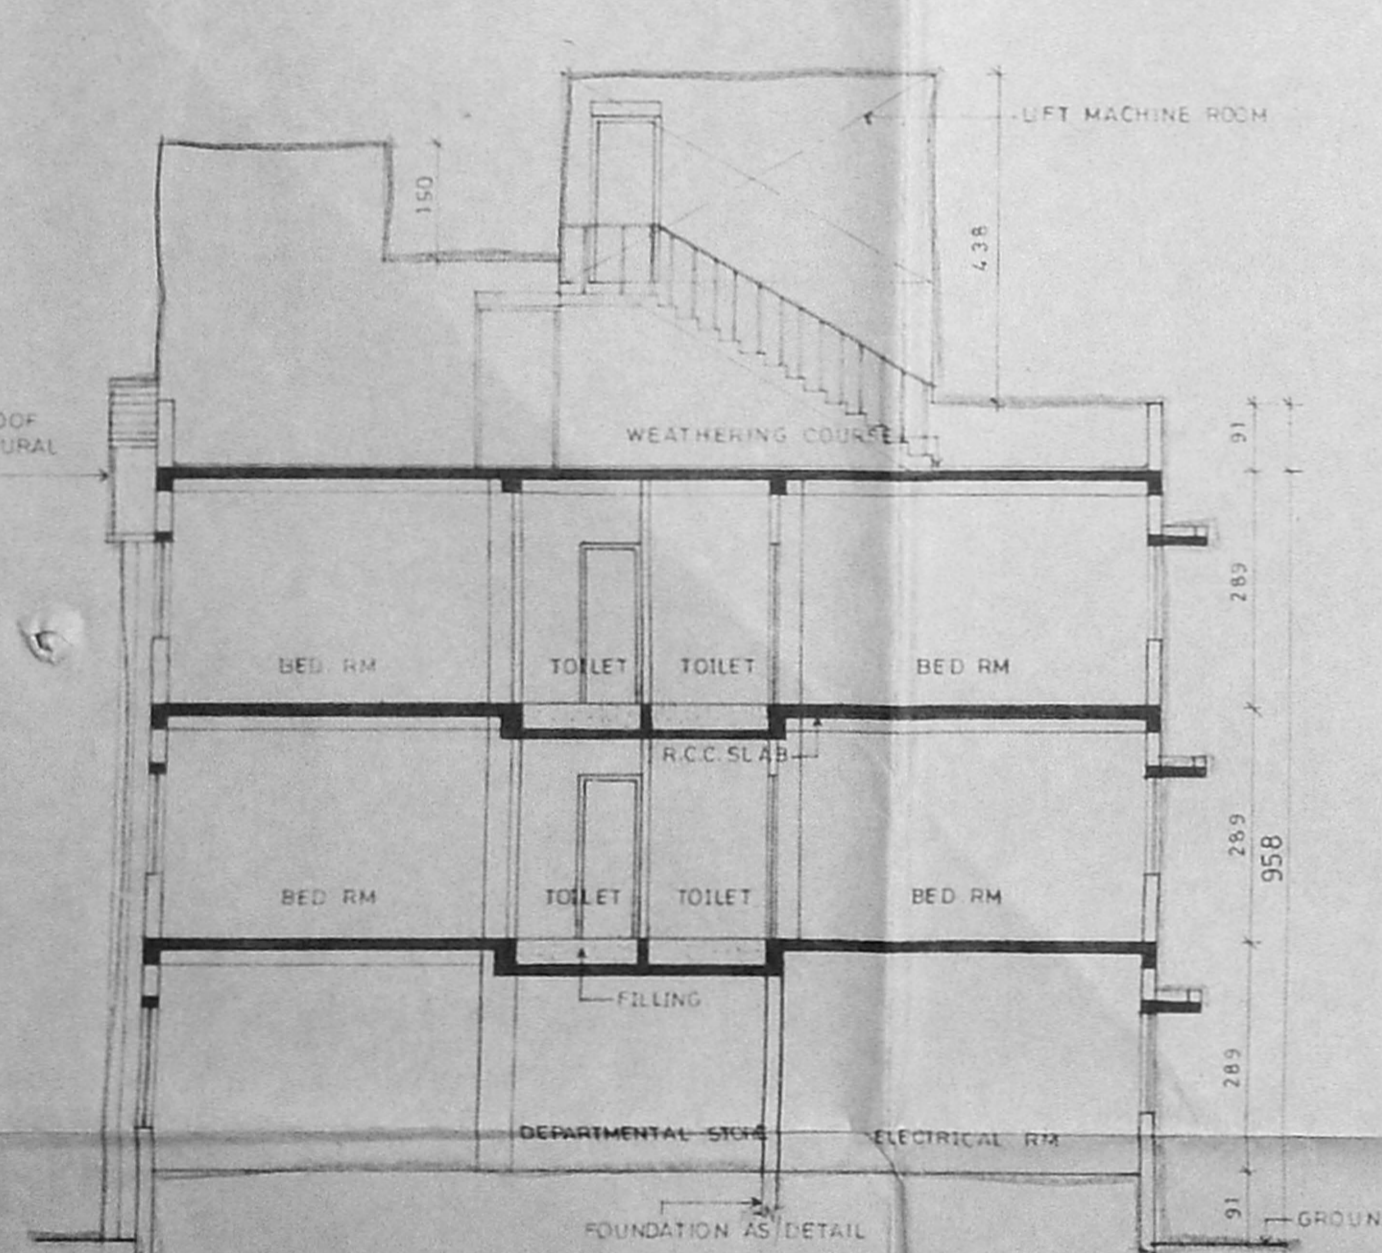 LIFT MACHINE ROOM
150
438
OOF
URAL
WEATHERING COURSE
91
289
BED RM
TOILET
TOILET
BED RM
R.C.C. SLAB
289
958
BED RM
TOILET
TOILET
BED RM
FILLING
289
DEPARTMENTAL STORE
ELECTRICAL RM
91
FOUNDATION AS DETAIL
GROUN